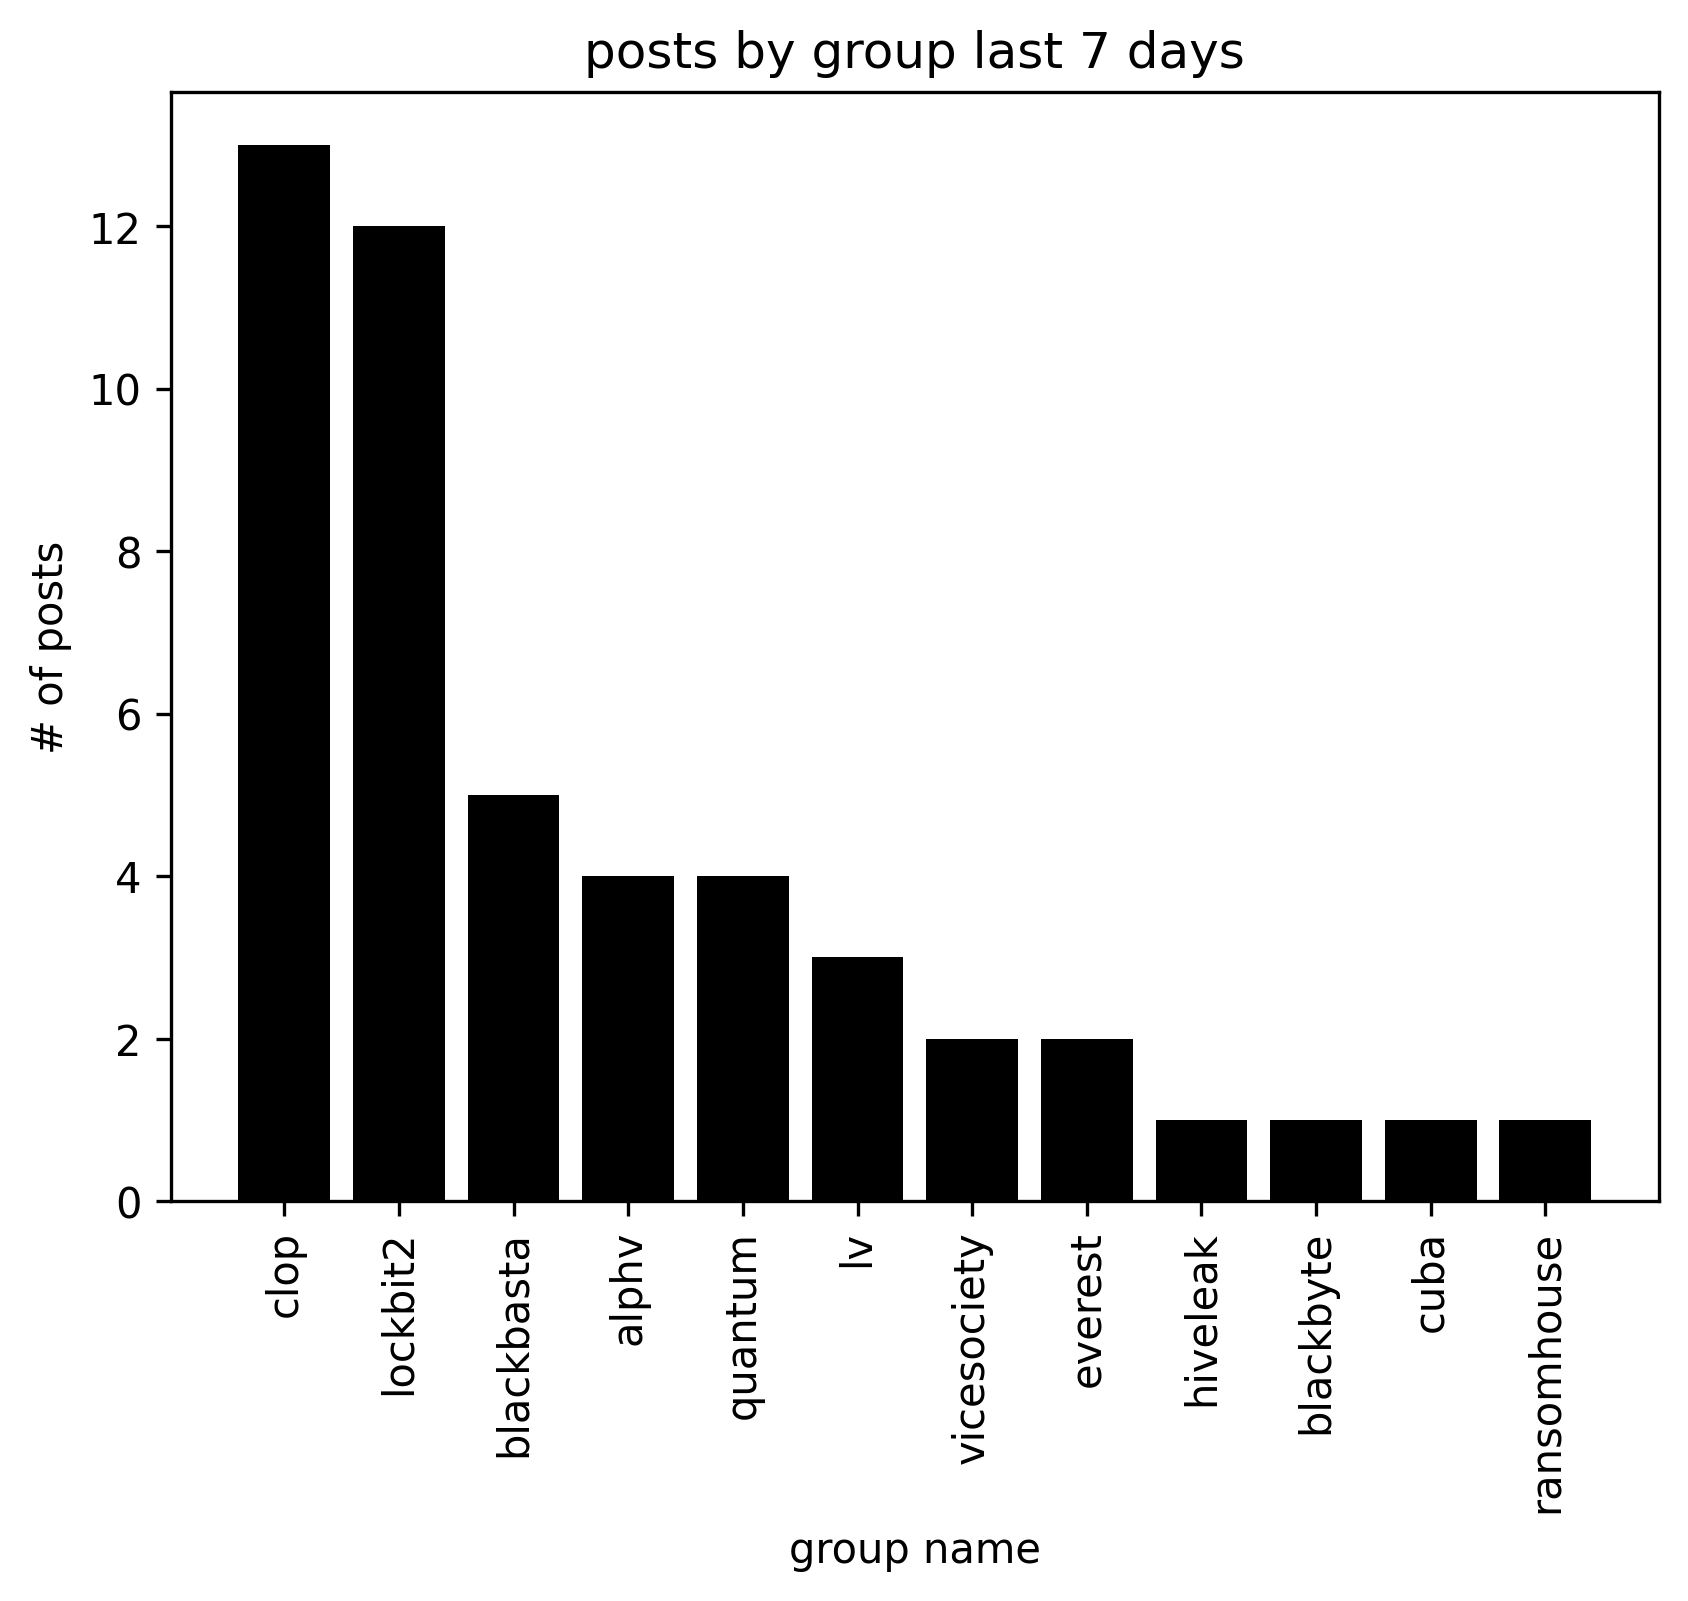 posts by group last 7 days
# of posts
12
10
8
6
4
2
0
clop
lockbit2
blackbasta
alphv
quantum
lv
vicesociety
everest
hiveleak
blackbyte
cuba
ransomhouse
group name